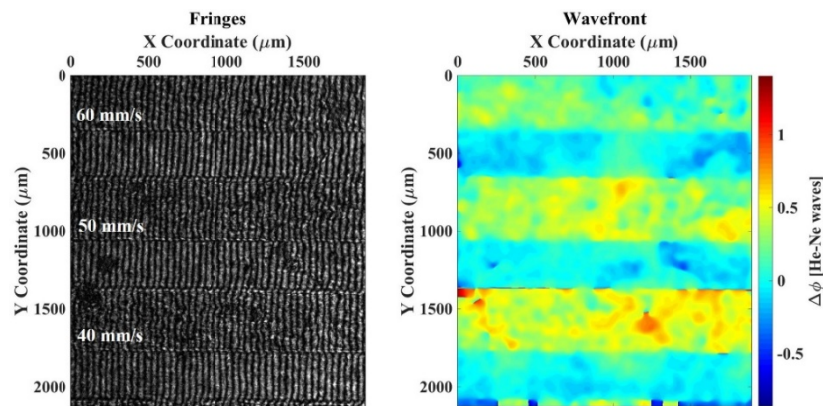 Fringes
X Coordinate (μm)
0 500 1000 1500
0
500
1000
1500
2000
Y Coordinate (μm)
60 mm/s
50 mm/s
40 mm/s
Wavefront
X Coordinate (μm)
0 500 1000 1500
0
500
1000
1500
2000
Y Coordinate (μm)
1
0.5
0
-0.5
Δϕ [He-Ne waves]